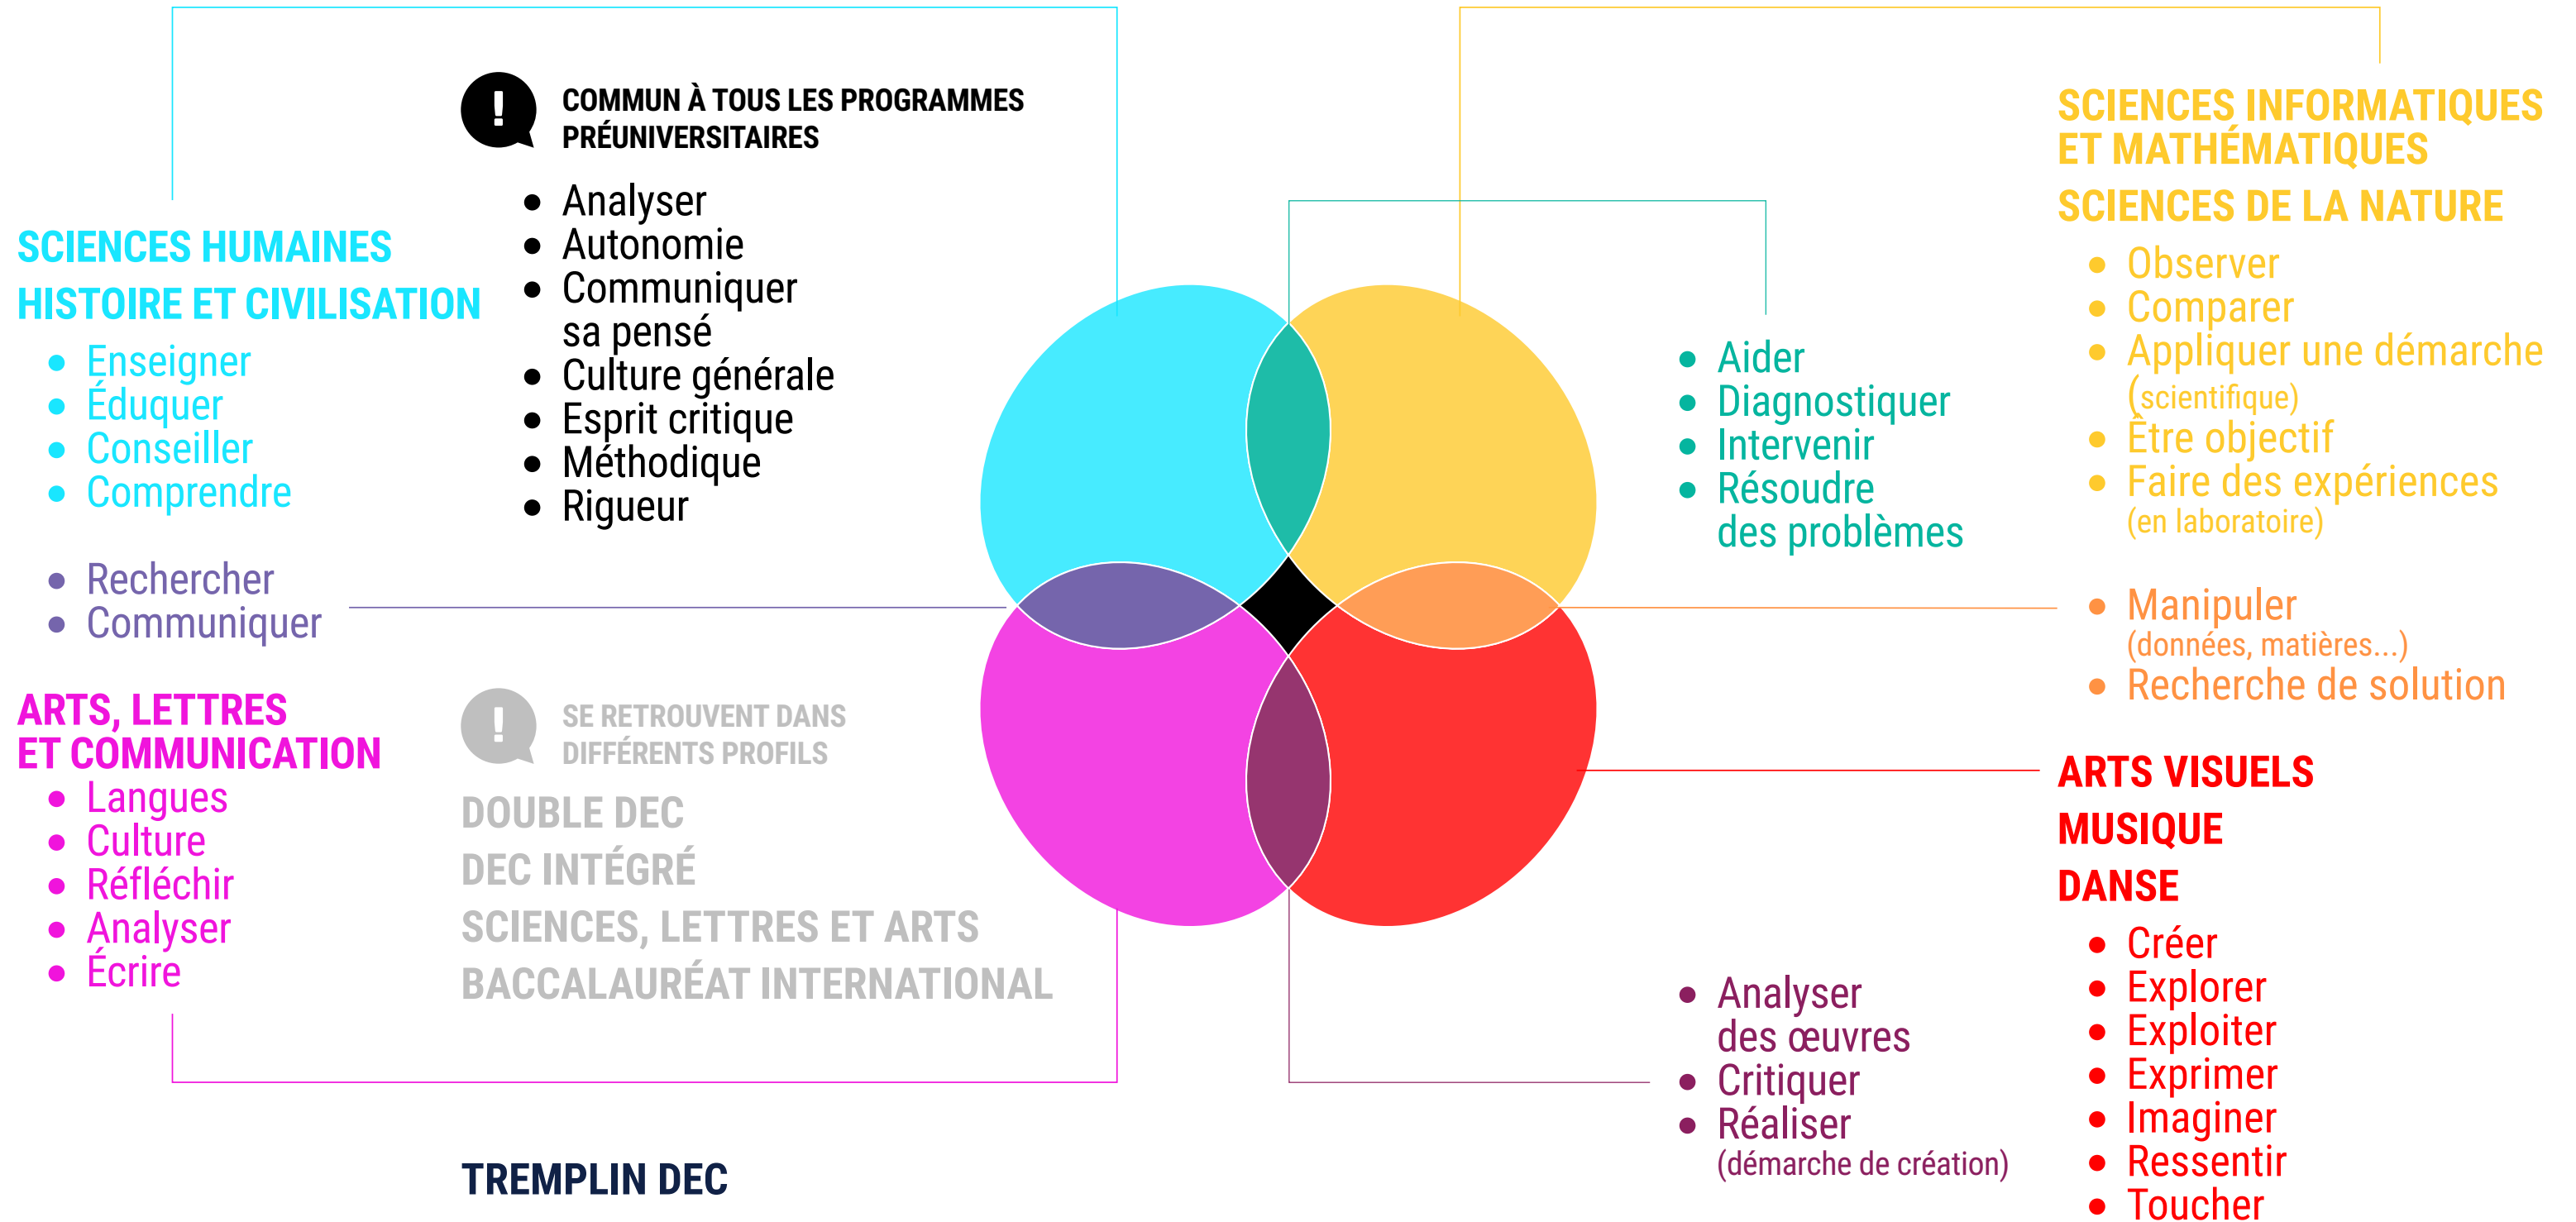 SCIENCES HUMAINES
HISTOIRE ET CIVILISATION
• Enseigner
• Éduquer
• Conseiller
• Comprendre
• Rechercher
• Communiquer
ARTS, LETTRES
ET COMMUNICATION
• Langues
• Culture
• Réfléchir
• Analyser
• Écrire
!
COMMUN À TOUS LES PROGRAMMES
PRÉUNIVERSITAIRES
• Analyser
• Autonomie
• Communiquer
sa pensé
• Culture générale
• Esprit critique
• Méthodique
• Rigueur
!
SE RETROUVENT DANS
DIFFÉRENTS PROFILS
DOUBLE DEC
DEC INTÉGRÉ
SCIENCES, LETTRES ET ARTS
BACCALAURÉAT INTERNATIONAL
TREMPLIN DEC
• Aider
• Diagnostiquer
• Intervenir
• Résoudre
des problèmes
• Analyser
des œuvres
• Critiquer
• Réaliser
(démarche de création)
SCIENCES INFORMATIQUES
ET MATHÉMATIQUES
SCIENCES DE LA NATURE
• Observer
• Comparer
• Appliquer une démarche
(scientifique)
• Être objectif
• Faire des expériences
(en laboratoire)
• Manipuler
(données, matières...)
• Recherche de solution
ARTS VISUELS
MUSIQUE
DANSE
• Créer
• Explorer
• Exploiter
• Exprimer
• Imaginer
• Ressentir
• Toucher